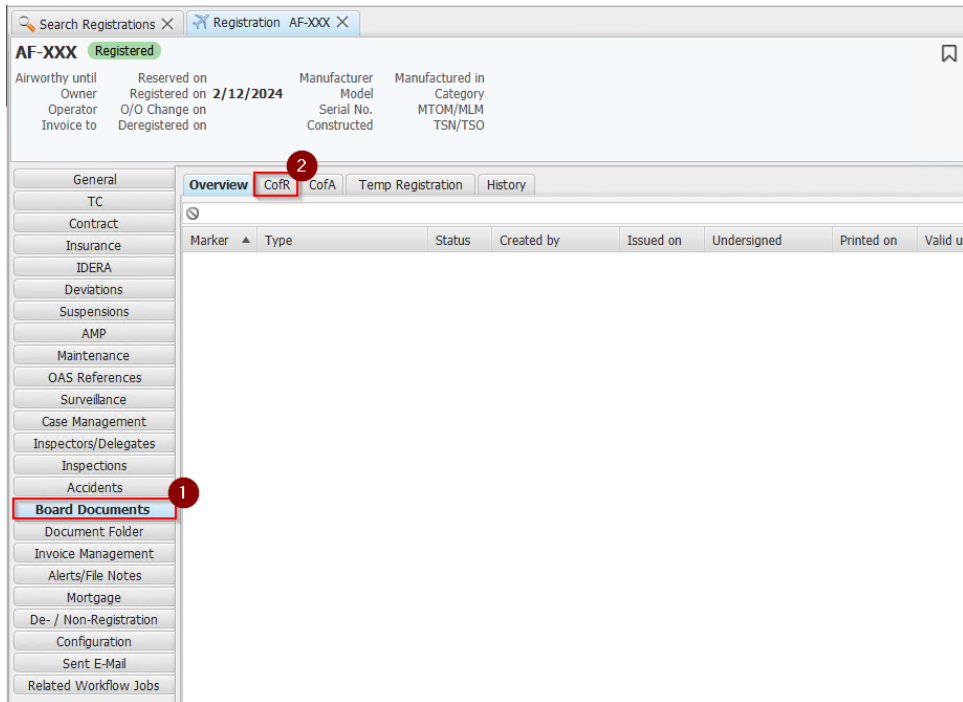 Search Registrations Registration AF-XXX
AF-XXX Registered
Airworthy until Reserved on Manufacturer Manufactured in
Owner Registered on 2/12/2024 Model Category
Operator O/O Change on Serial No. MTOM/MLM
Invoice to Deregistered on Constructed TSN/TSO
2
General
TC
Contract
Insurance
IDERA
Deviations
Suspensions
AMP
Maintenance
OAS References
Surveillance
Case Management
Inspectors/Delegates
Inspections
Accidents
1
Board Documents
Document Folder
Invoice Management
Alerts/File Notes
Mortgage
De- / Non-Registration
Configuration
Sent E-Mail
Related Workflow Jobs
Overview CofR CofA Temp Registration History
Marker Type Status Created by Issued on Undersigned Printed on Valid u